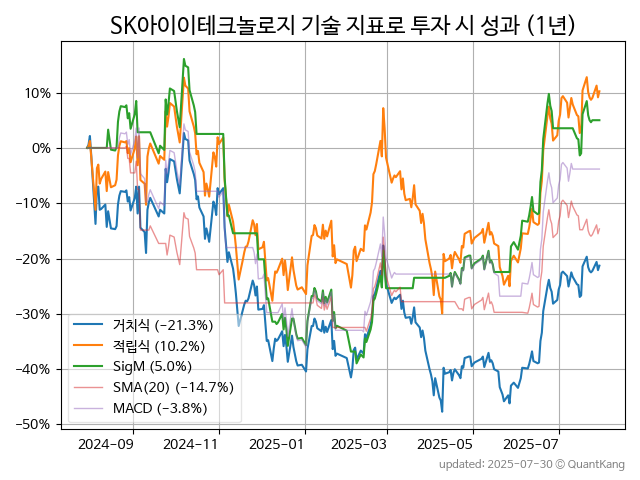 SK아이이테크놀로지 기술 지표로 투자 시 성과 (1년)
10%
0%
−10%
−20%
−30%
−40%
−50%
거치식 (−21.3%)
적립식 (10.2%)
SigM (5.0%)
SMA(20) (−14.7%)
MACD (−3.8%)
2024-09
2024-11
2025-01
2025-03
2025-05
2025-07
updated: 2025-07-30 © QuantKang